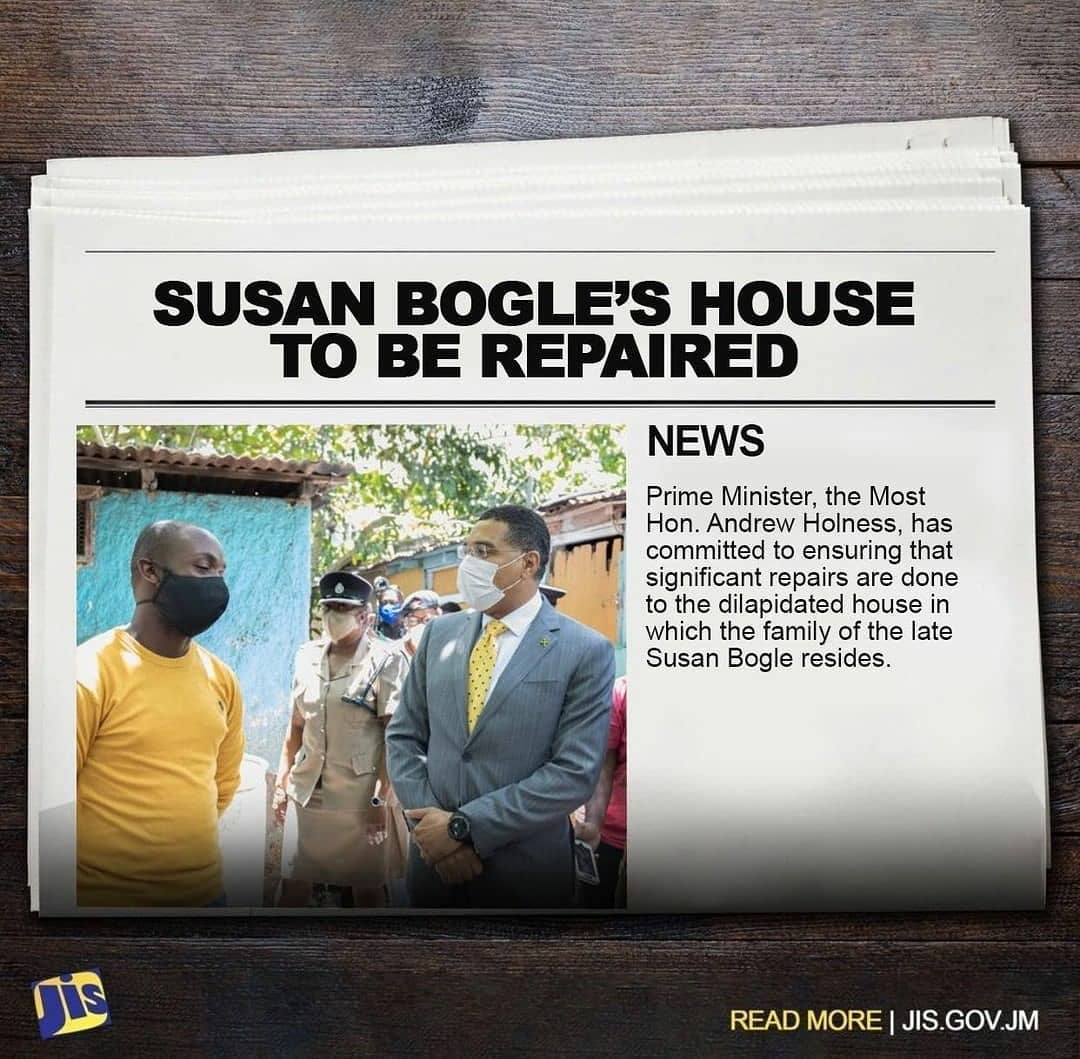 SUSAN BOGLE’S HOUSE
TO BE REPAIRED
NEWS
Prime Minister, the Most
Hon. Andrew Holness, has
committed to ensuring that
significant repairs are done
to the dilapidated house in
which the family of the late
Susan Bogle resides.
jis
READ MORE | JIS.GOV.JM